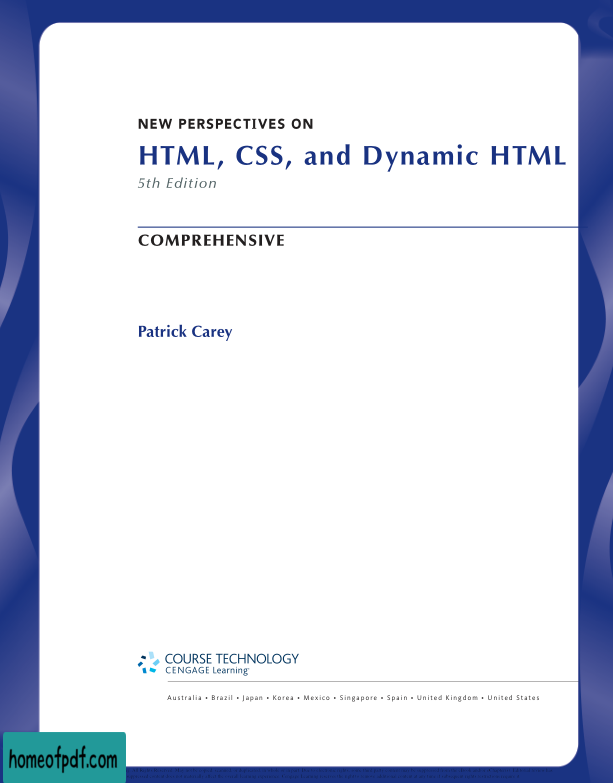 NEW PERSPECTIVES ON
HTML, CSS, and Dynamic HTML
5th Edition
COMPREHENSIVE
Patrick Carey
COURSE TECHNOLOGY
CENGAGE Learning
Australia • Brazil • Japan • Korea • Mexico • Singapore • Spain • United Kingdom • United States
homeofpdf.com